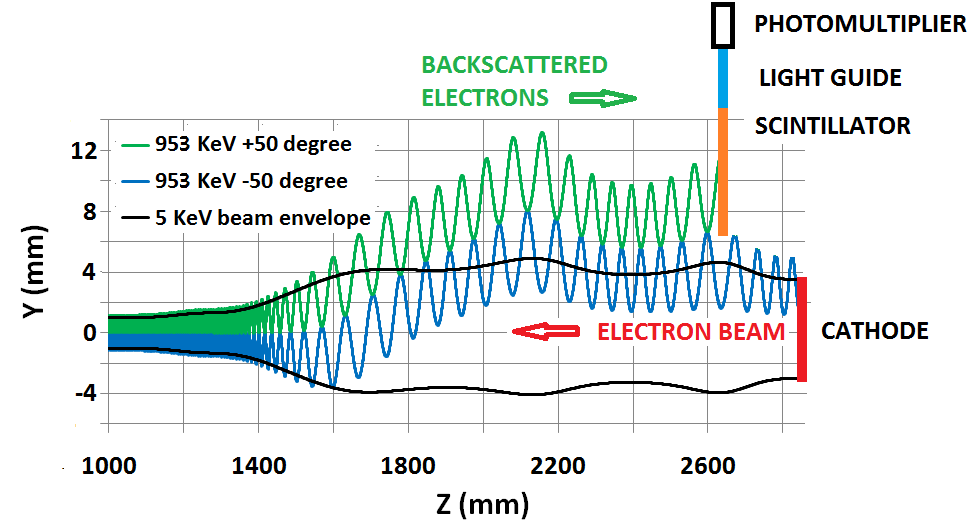 PHOTOMULTIPLIER
BACKSCATTERED
ELECTRONS
LIGHT GUIDE
SCINTILLATOR
953 KeV +50 degree
953 KeV -50 degree
5 KeV beam envelope
12
8
4
0
-4
Y (mm)
ELECTRON BEAM
CATHODE
1000
1400
1800
2200
2600
Z (mm)